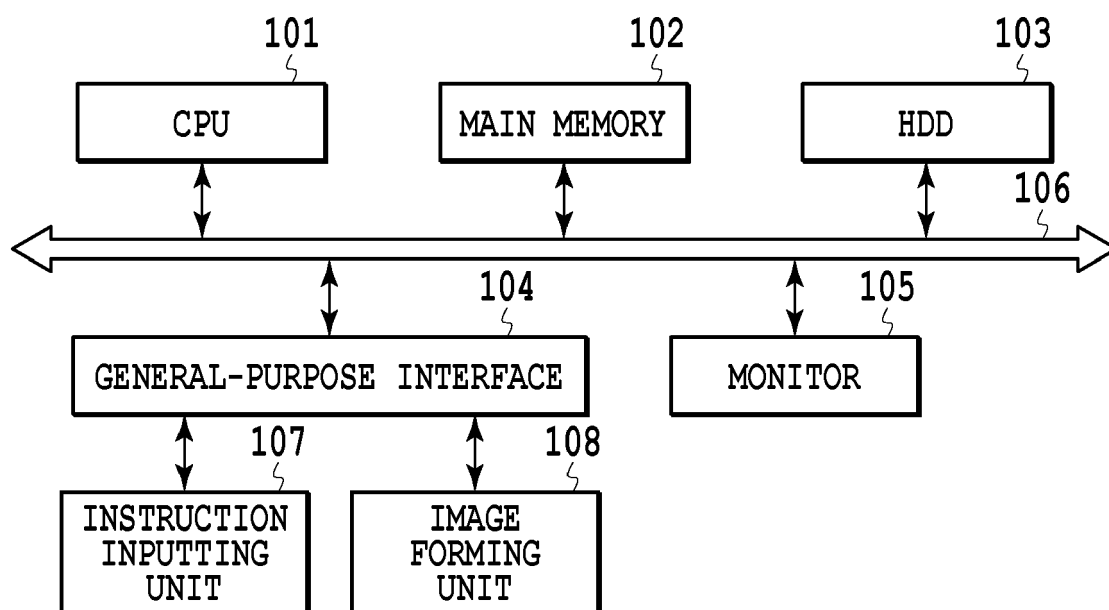 101
102
103
CPU
MAIN MEMORY
HDD
106
104
105
GENERAL-PURPOSE INTERFACE
MONITOR
107
108
INSTRUCTION
INPUTTING
UNIT
IMAGE
FORMING
UNIT